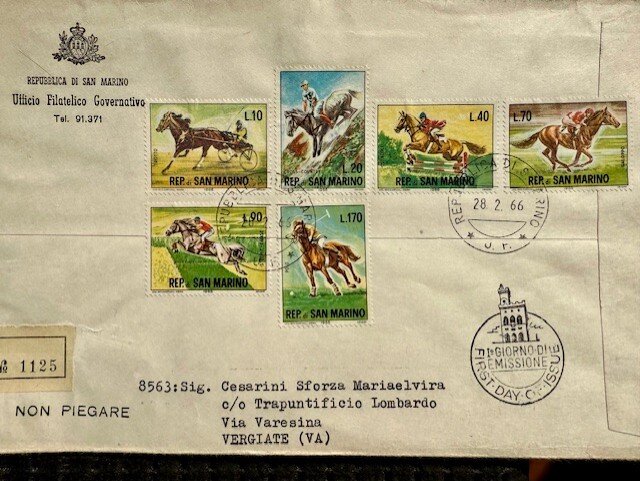 REPUBBLICA DI SAN MARINO
Ufficio Filatelico Governativo
Tel. 91.371
L.10
REP. di SAN MARINO
L.20
REP. di SAN MARINO
L.40
REP. di SAN MARINO
L.70
REP. di SAN MARINO
L.90
REP. di SAN MARINO
L.170
REP. di SAN MARINO
28. 2. 66
U. F.
Iº GIORNO DI
EMISSIONE
FIRST·DAY·OF·ISSUE
№ 1125
NON PIEGARE
8563:Sig. Cesarini Sforza Mariaelvira
c/o Trapuntificio Lombardo
Via Varesina
VERGIATE (VA)